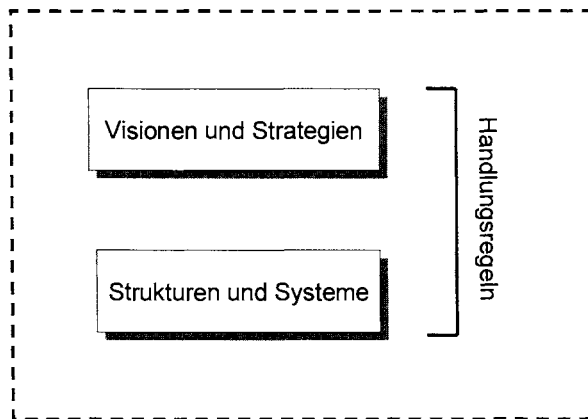 Visionen und Strategien
Handlungsregeln
Strukturen und Systeme